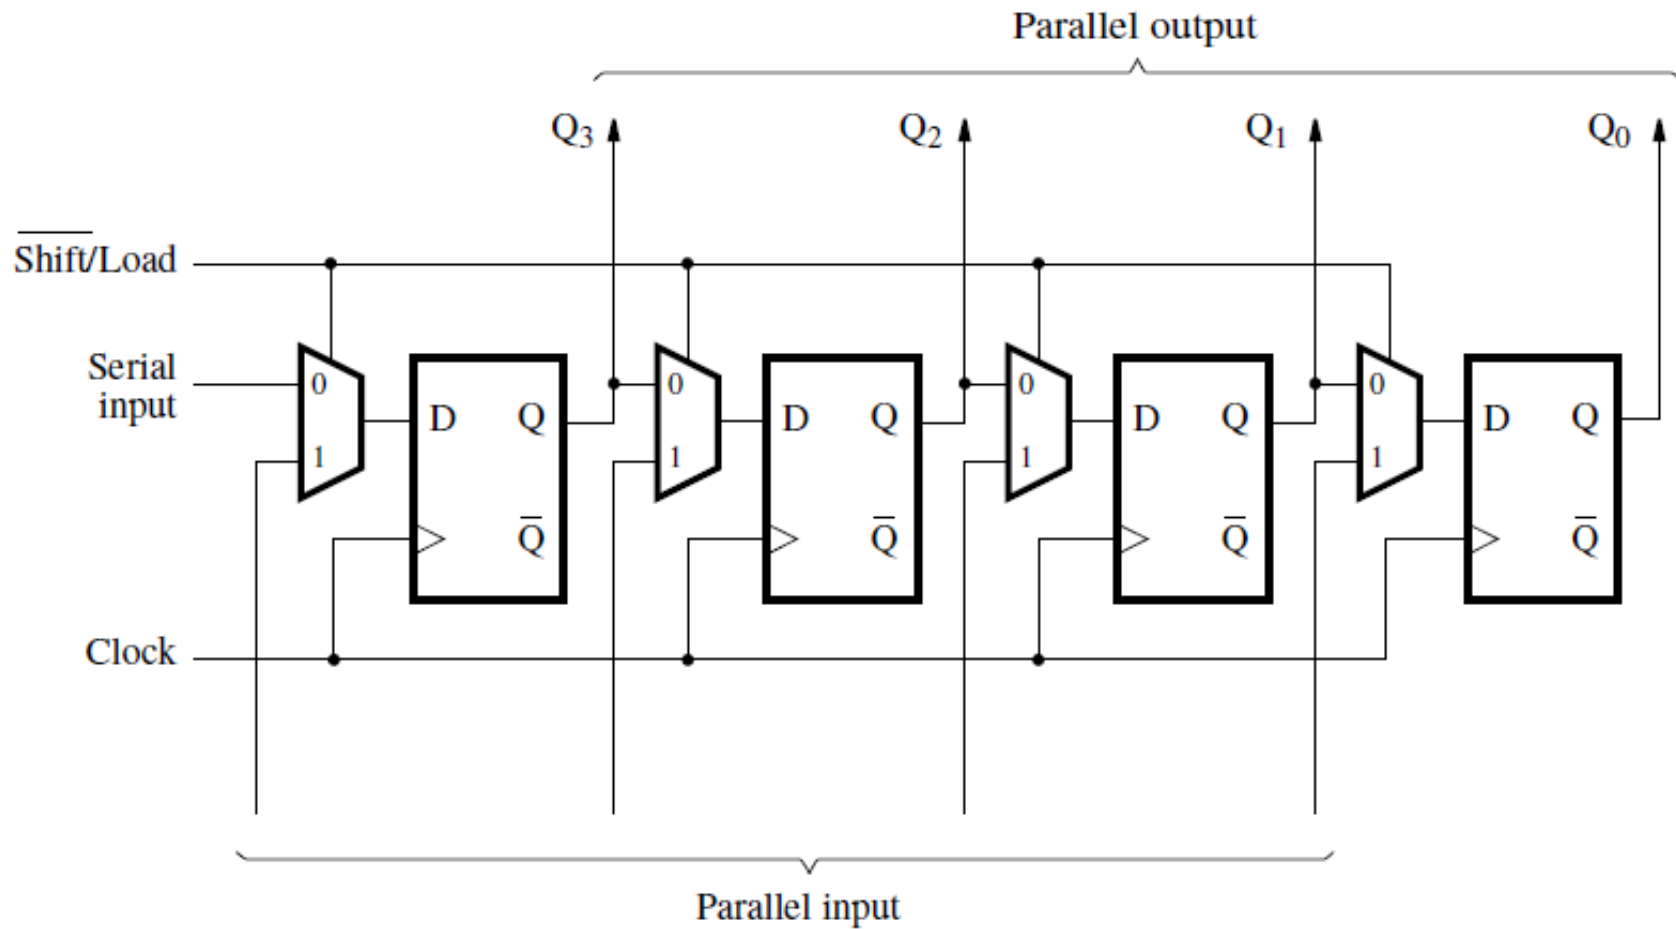 Parallel output
Q3 Q2 Q1 Q0
S̅h̅i̅f̅t̅/Load
Serial
input
0 0 0 0
D Q D Q D Q D Q
1 1 1 1
Q̅ Q̅ Q̅ Q̅
Clock
Parallel input